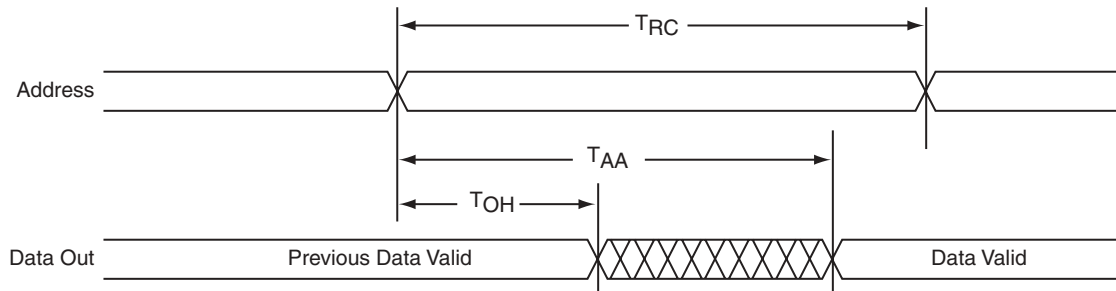 TRC
Address
TAA
TOH
Data Out
Previous Data Valid
Data Valid